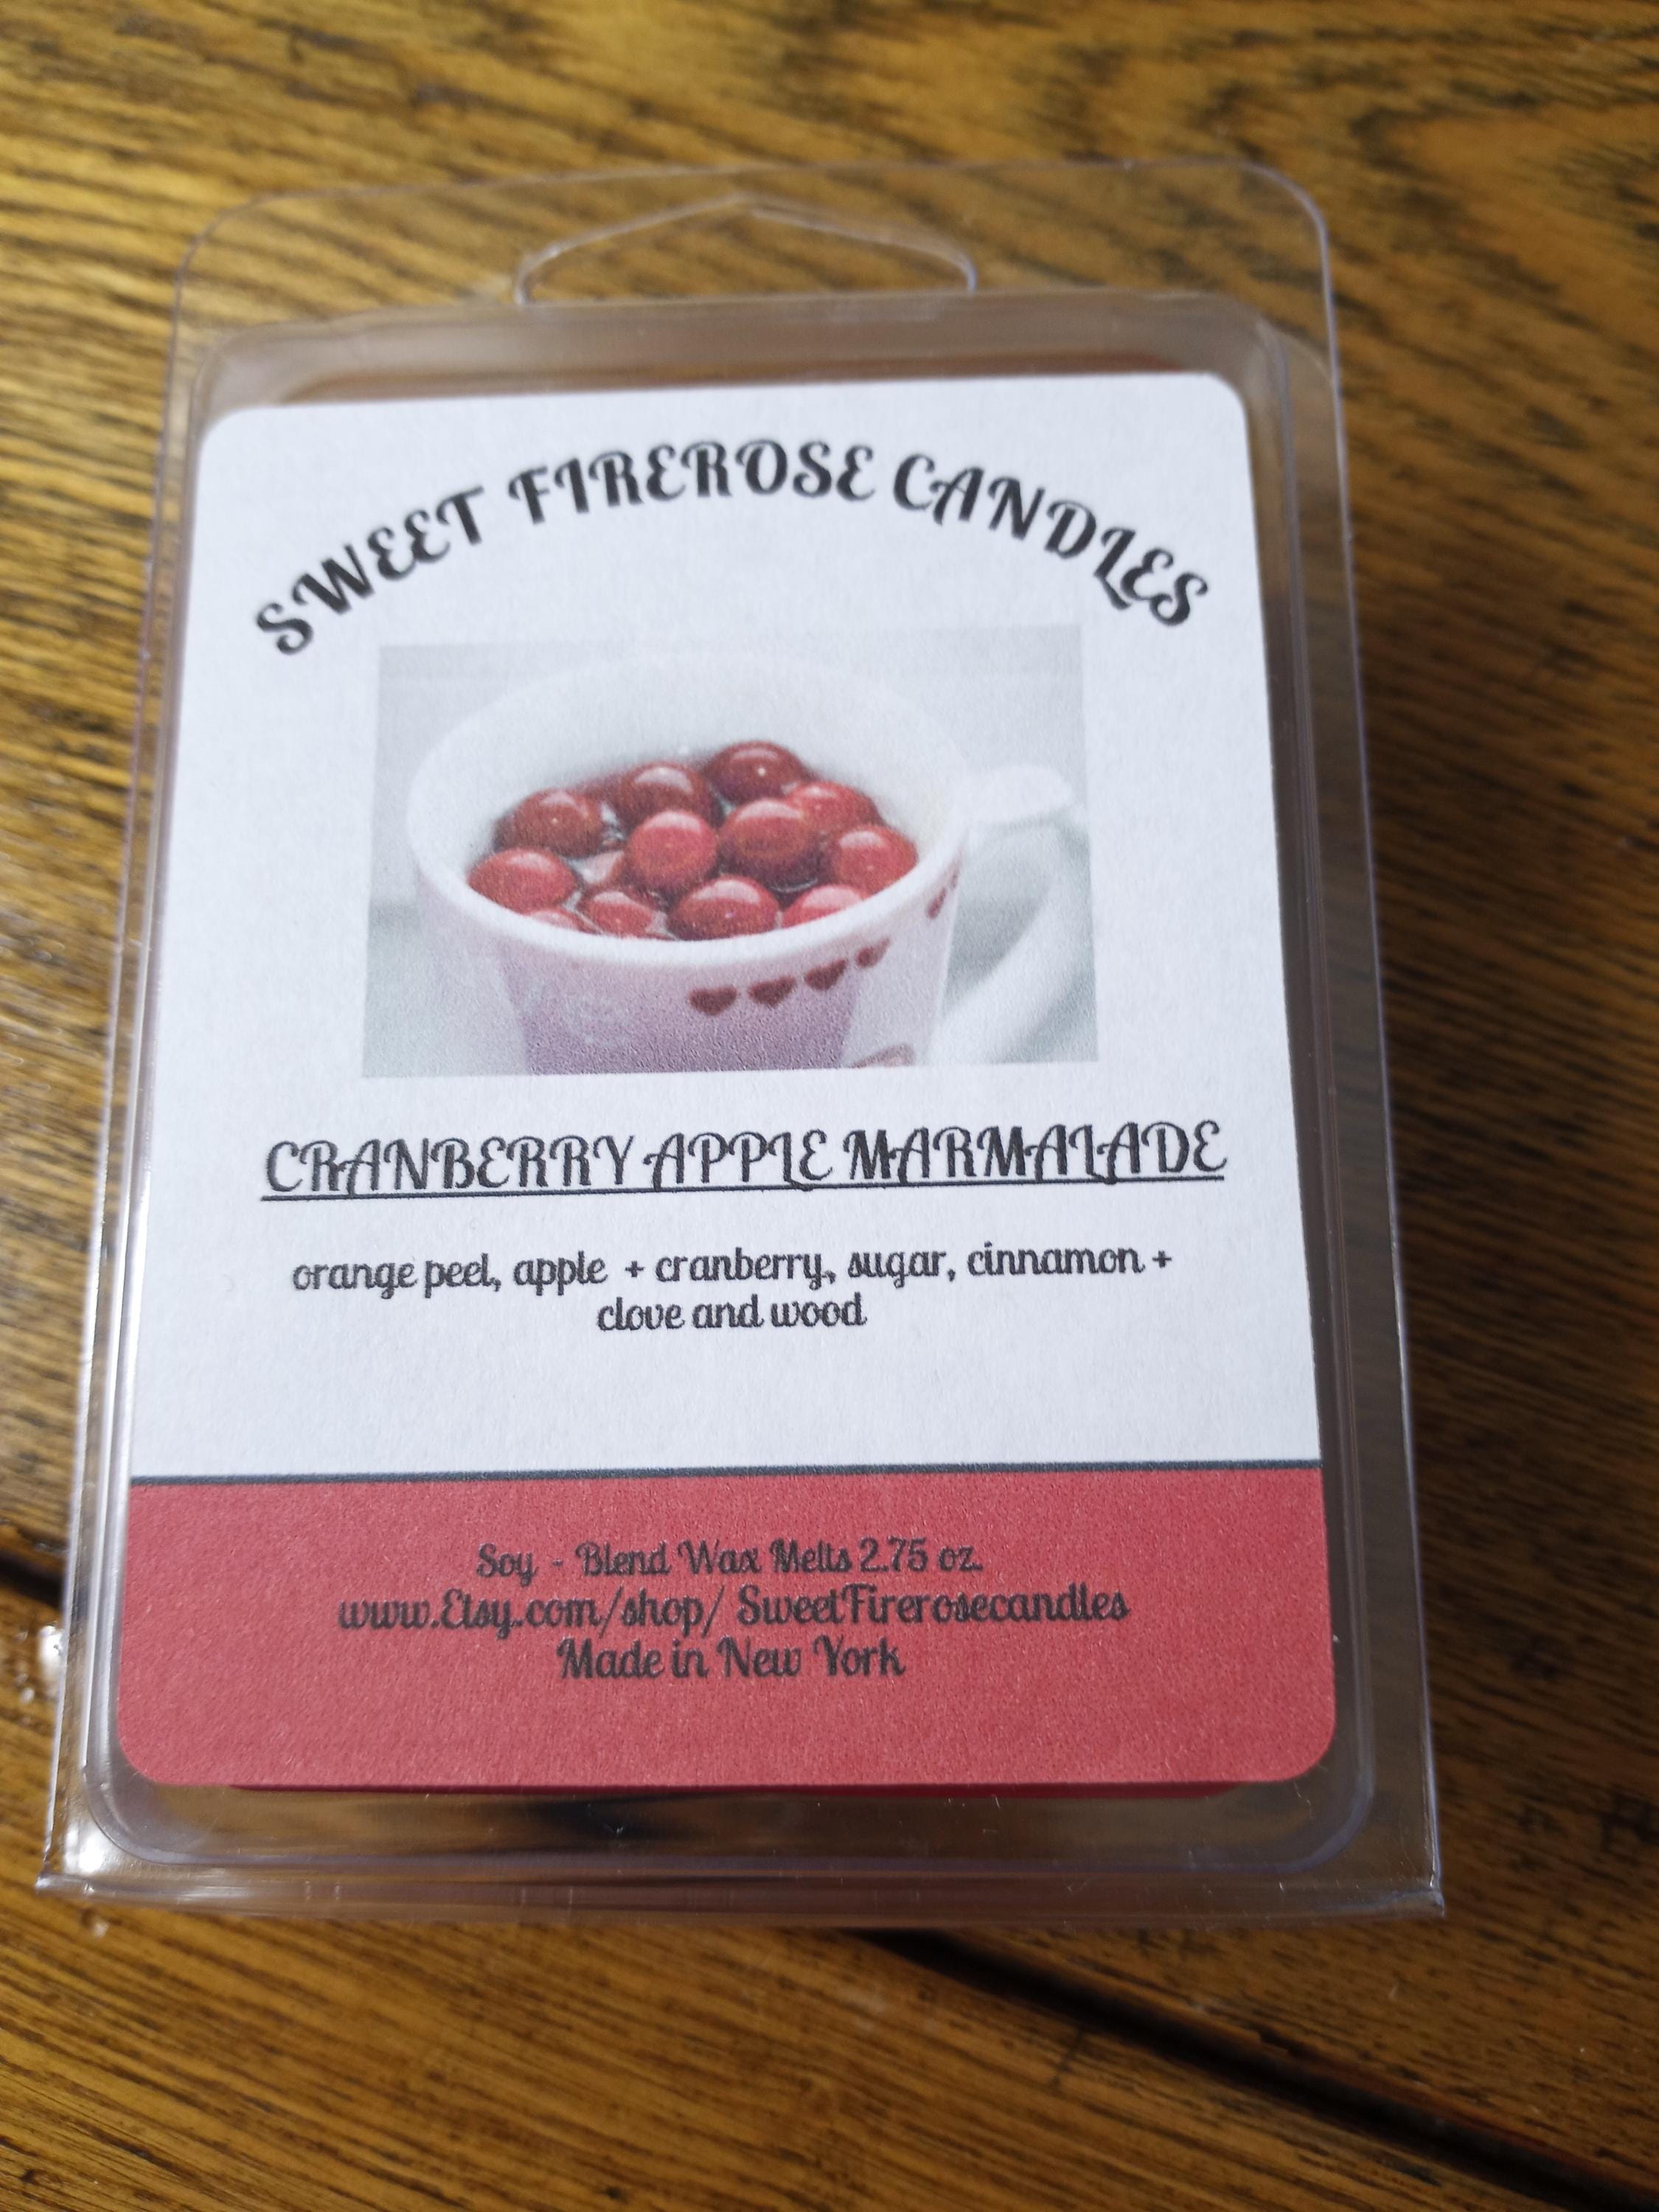 SWEET FIREROSE CANDLES
CRANBERRY APPLE MARMALADE
orange peel, apple + cranberry, sugar, cinnamon +
clove and wood
Soy - Blend Wax Melts 2.75 oz.
www.Etsy.com/shop/ SweetFirerosecandles
Made in New York